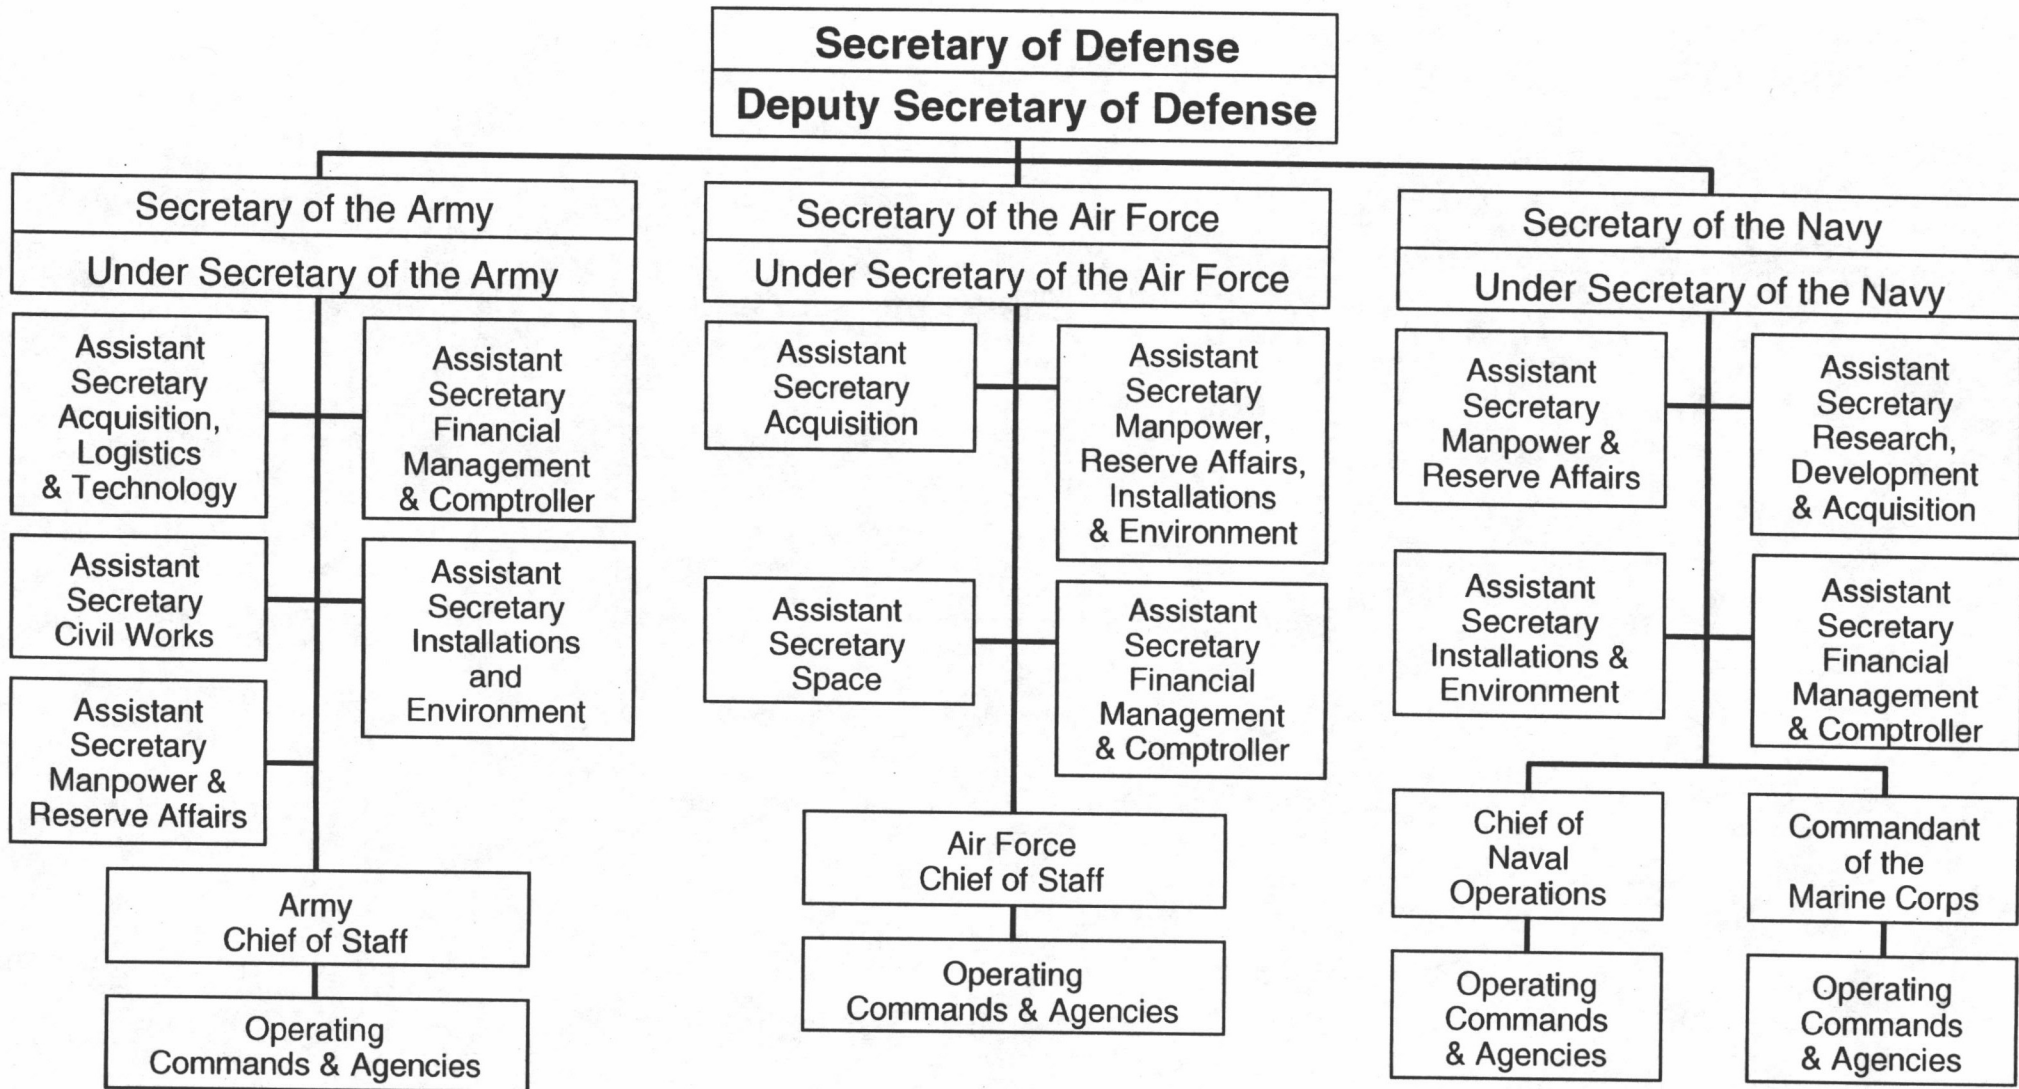 Secretary of Defense
Deputy Secretary of Defense
Secretary of the Army
Under Secretary of the Army
Assistant
Secretary
Acquisition,
Logistics
& Technology
Assistant
Secretary
Financial
Management
& Comptroller
Assistant
Secretary
Civil Works
Assistant
Secretary
Installations
and
Environment
Assistant
Secretary
Manpower &
Reserve Affairs
Army
Chief of Staff
Operating
Commands & Agencies
Secretary of the Air Force
Under Secretary of the Air Force
Assistant
Secretary
Acquisition
Assistant
Secretary
Manpower,
Reserve Affairs,
Installations
& Environment
Assistant
Secretary
Space
Assistant
Secretary
Financial
Management
& Comptroller
Air Force
Chief of Staff
Operating
Commands & Agencies
Secretary of the Navy
Under Secretary of the Navy
Assistant
Secretary
Manpower &
Reserve Affairs
Assistant
Secretary
Research,
Development
& Acquisition
Assistant
Secretary
Installations &
Environment
Assistant
Secretary
Financial
Management
& Comptroller
Chief of
Naval
Operations
Commandant
of the
Marine Corps
Operating
Commands
& Agencies
Operating
Commands
& Agencies